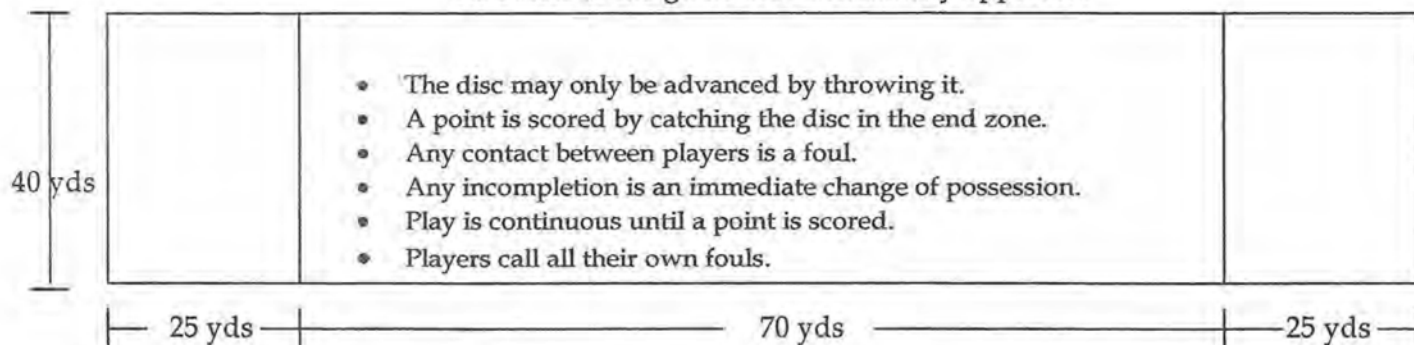 • The disc may only be advanced by throwing it.
• A point is scored by catching the disc in the end zone.
• Any contact between players is a foul.
• Any incompletion is an immediate change of possession.
• Play is continuous until a point is scored.
• Players call all their own fouls.
40 yds
25 yds 70 yds 25 yds